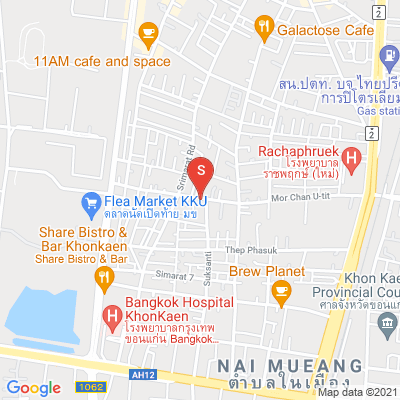 Galactose Cafe
2
11AM cafe and space
สน.ปตท. บจ.ไทยปรี
การปิโตรเลียม
Gas stati
2
Srimarat Rd
S
Rachaphruek
โรงพยาบาล
ราชพฤกษ์ (ใหม่)
H
Flea Market KKU
ตลาดนัดเปิดท้าย มข
Mor Chan U-tit
Share Bistro &
Bar Khonkaen
Share Bistro & Bar
Thep Phasuk
Suksanti
Simarat 7
Brew Planet
Khon Kae
Provincial Cou
ศาลจังหวัดขอนแก่
Bangkok Hospital
KhonKaen
โรงพยาบาลกรุงเทพ
ขอนแก่น Bangkok...
H
NAI MUEANG
ตำบลในเมือง
AH12
1062
2
Google
Map data ©2021